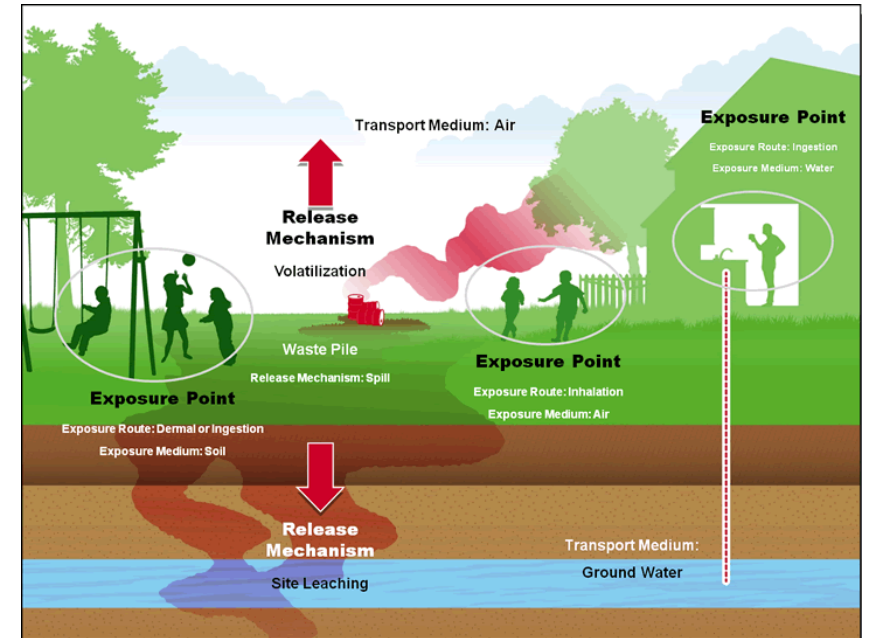 Transport Medium: Air
Exposure Point
Exposure Route: Ingestion
Exposure Medium: Water
Release
Mechanism
Volatilization
Waste Pile
Release Mechanism: Spill
Exposure Point
Exposure Route: Inhalation
Exposure Medium: Air
Exposure Point
Exposure Route: Dermal or Ingestion
Exposure Medium: Soil
Release
Mechanism
Site Leaching
Transport Medium:
Ground Water